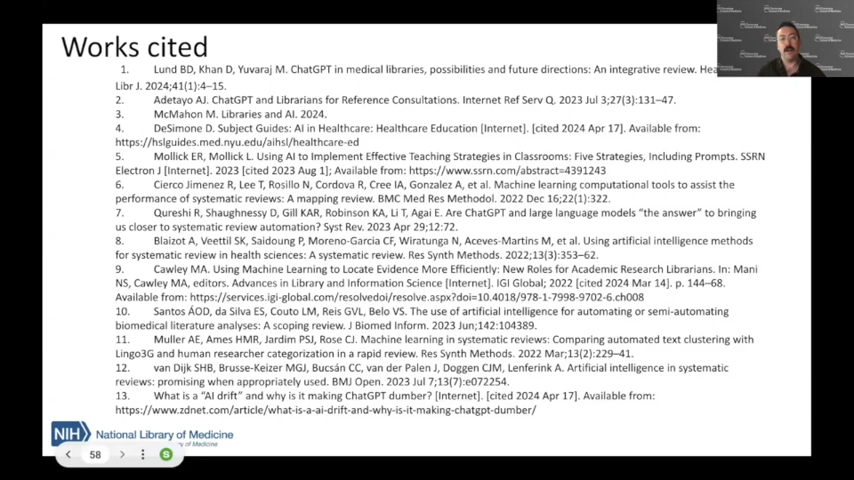 Works cited
1. Lund BD, Khan D, Yuvaraj M. ChatGPT in medical libraries, possibilities and future directions: An integrative review. Hea
Libr J. 2024;41(1):4–15.
2. Adetayo AJ. ChatGPT and Librarians for Reference Consultations. Internet Ref Serv Q. 2023 Jul 3;27(3):131–47.
3. McMahon M. Libraries and AI. 2024.
4. DeSimone D. Subject Guides: AI in Healthcare: Healthcare Education [Internet]. [cited 2024 Apr 17]. Available from:
https://hslguides.med.nyu.edu/aihsl/healthcare-ed
5. Mollick ER, Mollick L. Using AI to Implement Effective Teaching Strategies in Classrooms: Five Strategies, Including Prompts. SSRN
Electron J [Internet]. 2023 [cited 2023 Aug 1]; Available from: https://www.ssrn.com/abstract=4391243
6. Cierco Jimenez R, Lee T, Rosillo N, Cordova R, Cree IA, Gonzalez A, et al. Machine learning computational tools to assist the
performance of systematic reviews: A mapping review. BMC Med Res Methodol. 2022 Dec 16;22(1):322.
7. Qureshi R, Shaughnessy D, Gill KAR, Robinson KA, Li T, Agai E. Are ChatGPT and large language models “the answer” to bringing
us closer to systematic review automation? Syst Rev. 2023 Apr 29;12:72.
8. Blaizot A, Veettil SK, Saidoung P, Moreno-Garcia CF, Wiratunga N, Aceves-Martins M, et al. Using artificial intelligence methods
for systematic review in health sciences: A systematic review. Res Synth Methods. 2022;13(3):353–62.
9. Cawley MA. Using Machine Learning to Locate Evidence More Efficiently: New Roles for Academic Research Librarians. In: Mani
NS, Cawley MA, editors. Advances in Library and Information Science [Internet]. IGI Global; 2022 [cited 2024 Mar 14]. p. 144–68.
Available from: https://services.igi-global.com/resolvedoi/resolve.aspx?doi=10.4018/978-1-7998-9702-6.ch008
10. Santos ÁOD, da Silva ES, Couto LM, Reis GVL, Belo VS. The use of artificial intelligence for automating or semi-automating
biomedical literature analyses: A scoping review. J Biomed Inform. 2023 Jun;142:104389.
11. Muller AE, Ames HMR, Jardim PSJ, Rose CJ. Machine learning in systematic reviews: Comparing automated text clustering with
Lingo3G and human researcher categorization in a rapid review. Res Synth Methods. 2022 Mar;13(2):229–41.
12. van Dijk SHB, Brusse-Keizer MGJ, Bucsán CC, van der Palen J, Doggen CJM, Lenferink A. Artificial intelligence in systematic
reviews: promising when appropriately used. BMJ Open. 2023 Jul 7;13(7):e072254.
13. What is a “AI drift” and why is it making ChatGPT dumber? [Internet]. [cited 2024 Apr 17]. Available from:
https://www.zdnet.com/article/what-is-a-ai-drift-and-why-is-it-making-chatgpt-dumber/
NIH National Library of Medicine
of Medicine
58
S